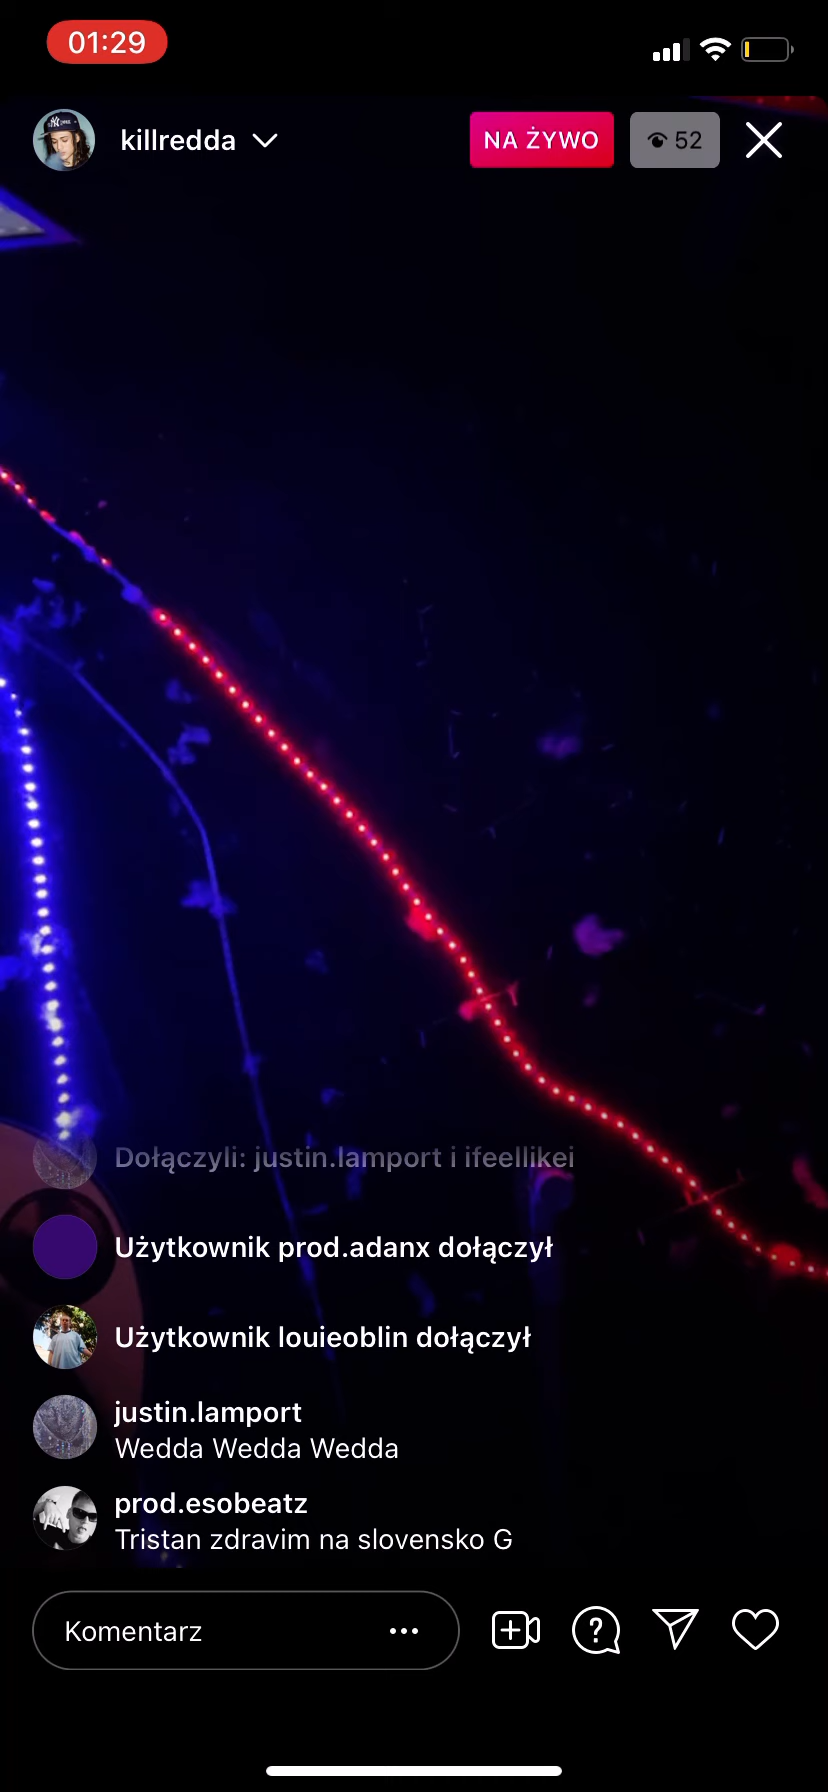 01:29
killredda
NA ŻYWO
52
Dołączyli: justin.lamport i ifeellikei
Użytkownik prod.adanx dołączył
Użytkownik louieoblin dołączył
justin.lamport
Wedda Wedda Wedda
prod.esobeatz
Tristan zdravim na slovensko G
Komentarz